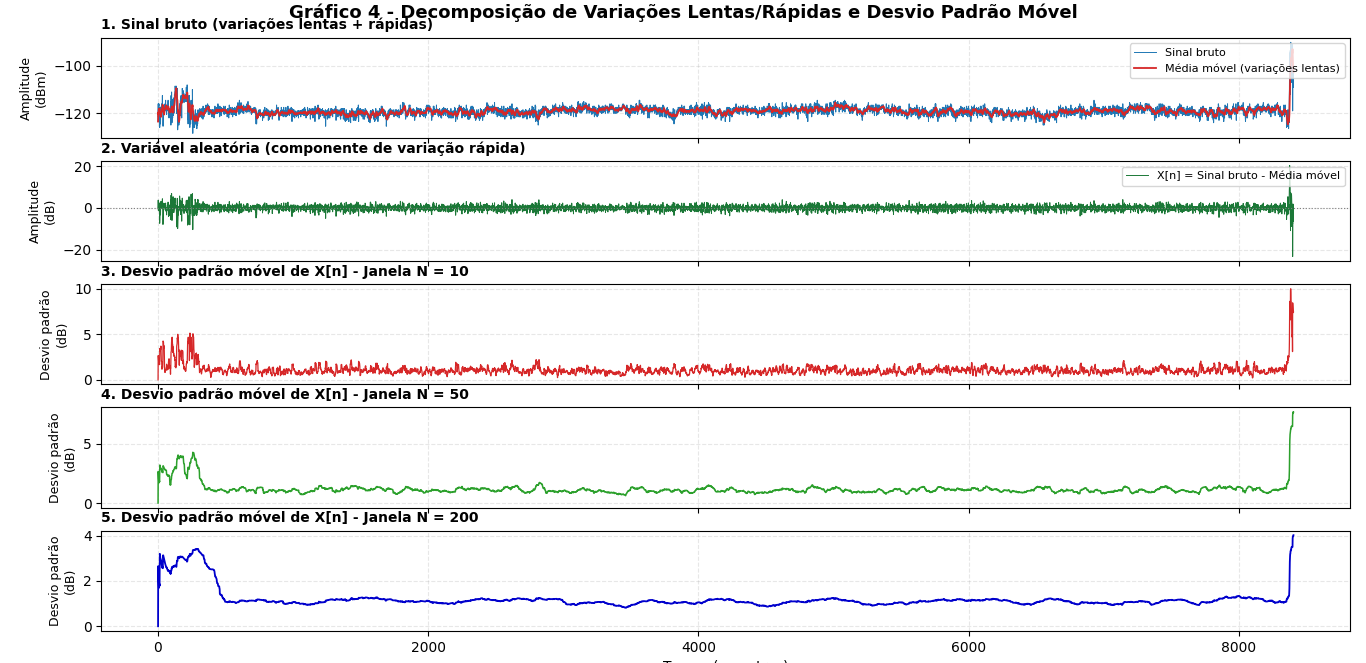 Gráfico 4 - Decomposição de Variações Lentas/Rápidas e Desvio Padrão Móvel
1. Sinal bruto (variações lentas + rápidas)
Amplitude
(dBm)
−100
−120
Sinal bruto
Média móvel (variações lentas)
2. Variável aleatória (componente de variação rápida)
Amplitude
(dB)
20
0
−20
X[n] = Sinal bruto - Média móvel
3. Desvio padrão móvel de X[n] - Janela N = 10
Desvio padrão
(dB)
10
5
0
4. Desvio padrão móvel de X[n] - Janela N = 50
Desvio padrão
(dB)
5
0
5. Desvio padrão móvel de X[n] - Janela N = 200
Desvio padrão
(dB)
4
2
0
0 2000 4000 6000 8000